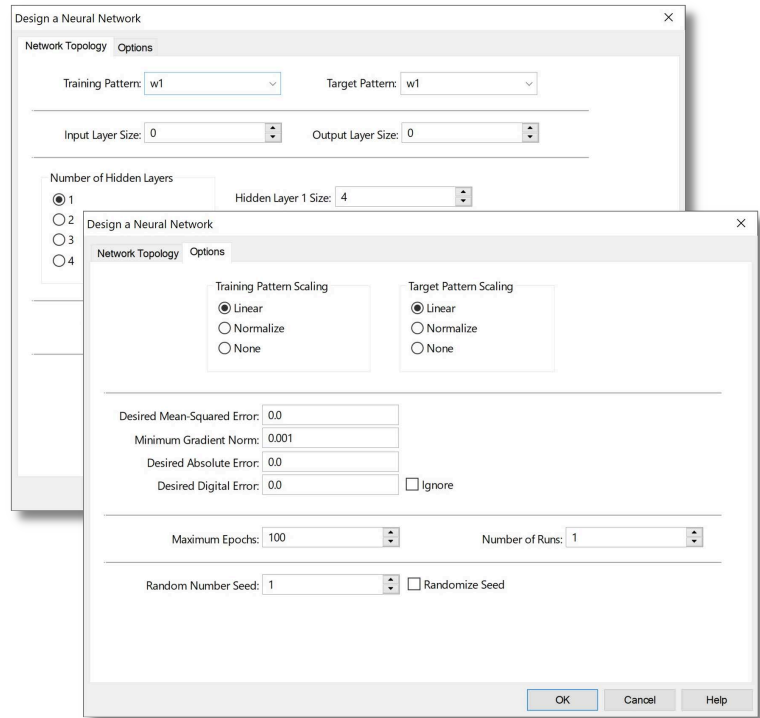 Design a Neural Network
Network Topology Options
Training Pattern: w1 Target Pattern: w1
Input Layer Size: 0 Output Layer Size: 0
Number of Hidden Layers
1
2
3
4
Hidden Layer 1 Size: 4
Design a Neural Network
Network Topology Options
Training Pattern Scaling
Linear
Normalize
None
Target Pattern Scaling
Linear
Normalize
None
Desired Mean-Squared Error: 0.0
Minimum Gradient Norm: 0.001
Desired Absolute Error: 0.0
Desired Digital Error: 0.0 Ignore
Maximum Epochs: 100 Number of Runs: 1
Random Number Seed: 1 Randomize Seed
OK Cancel Help